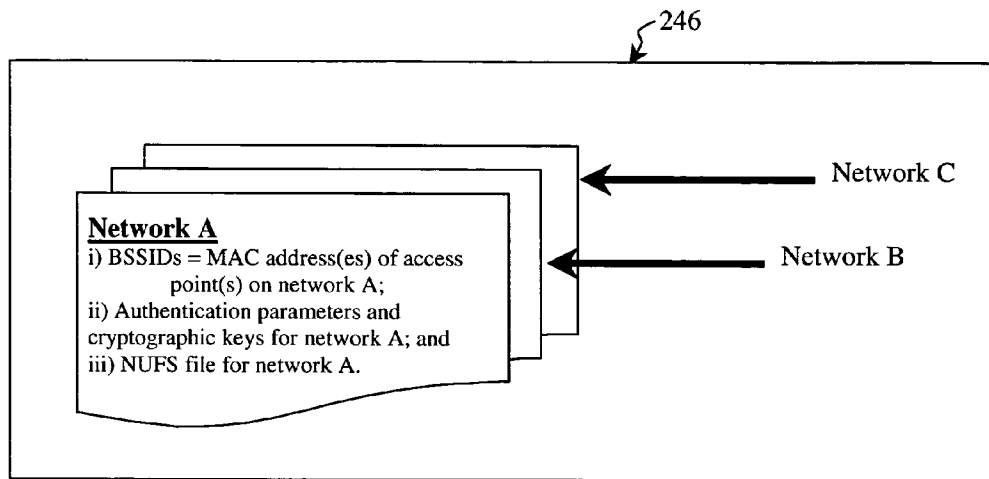 246
Network C
Network A
i) BSSIDs = MAC address(es) of access
point(s) on network A;
Network B
ii) Authentication parameters and
cryptographic keys for network A; and
iii) NUFS file for network A.